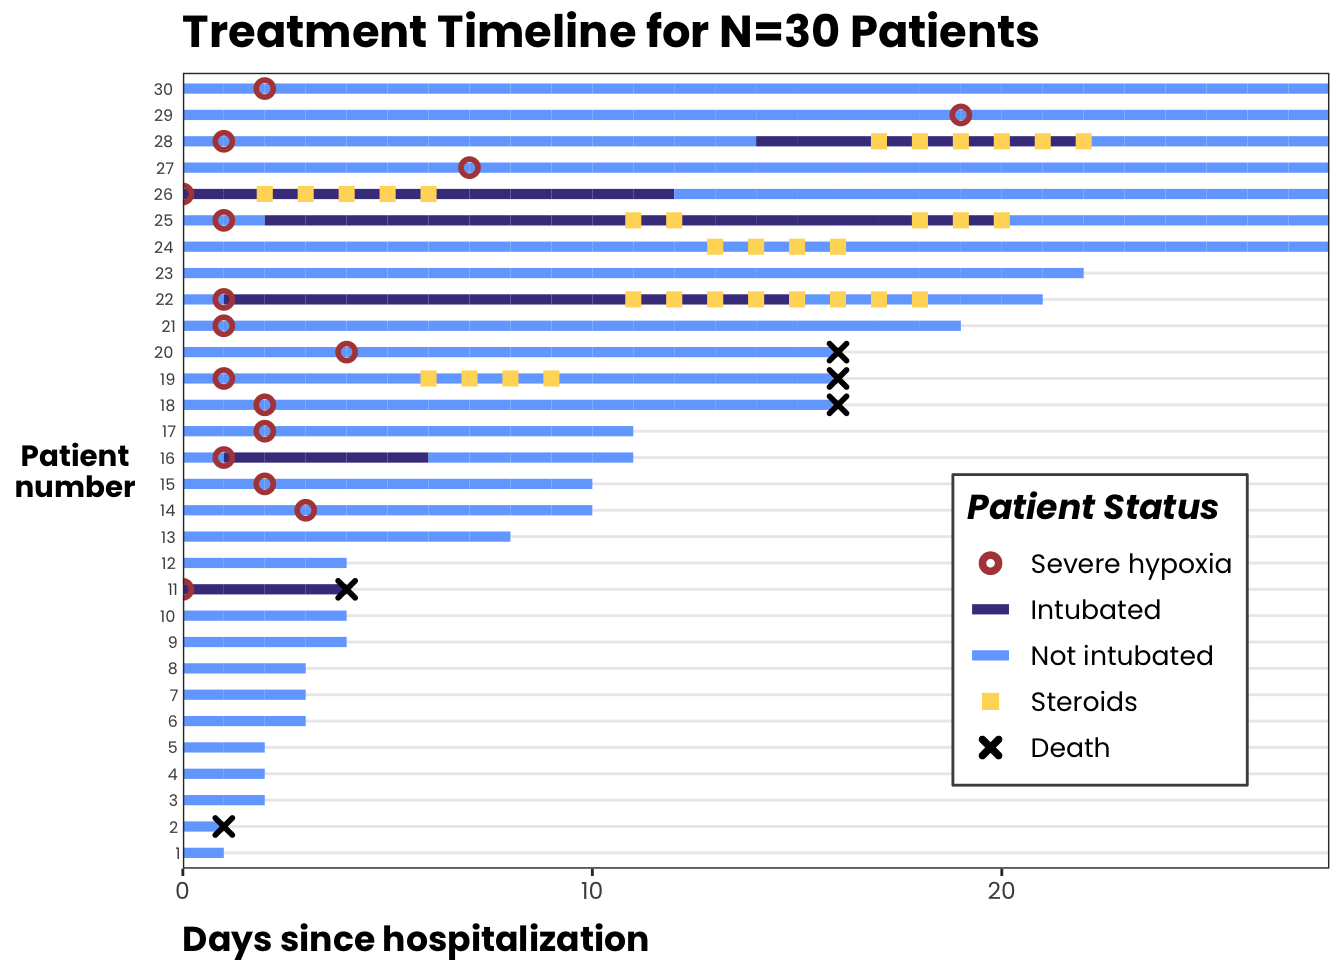 Treatment Timeline for N=30 Patients
30
29
28
27
26
25
24
23
22
21
20
19
18
17
16
15
14
13
12
11
10
9
8
7
6
5
4
3
2
1
Patient
number
Patient Status
Severe hypoxia
Intubated
Not intubated
Steroids
Death
0 10 20
Days since hospitalization